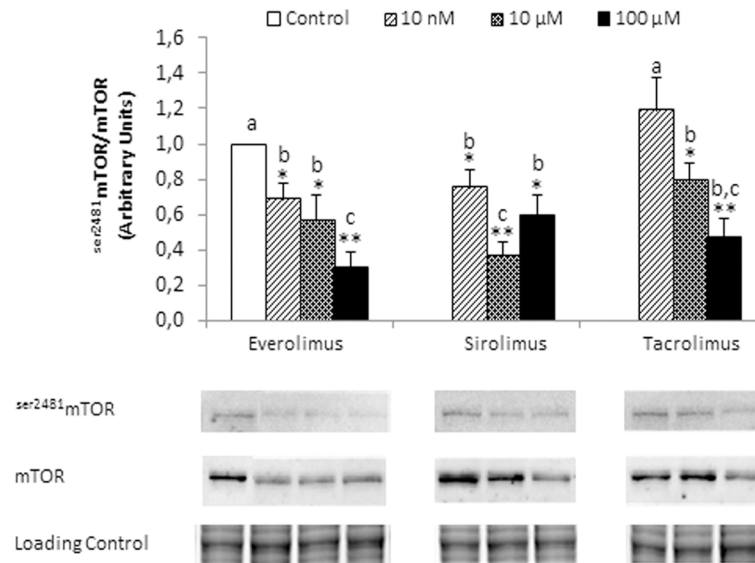 Control 10 nM 10 µM 100 µM
ser2481mTOR/mTOR
(Arbitrary Units)
1,6
1,4
1,2
1,0
0,8
0,6
0,4
0,2
0,0
a
b
*
b
*
c
**
b
*
c
**
b
*
a
b
*
b,c
**
Everolimus Sirolimus Tacrolimus
ser2481mTOR
mTOR
Loading Control